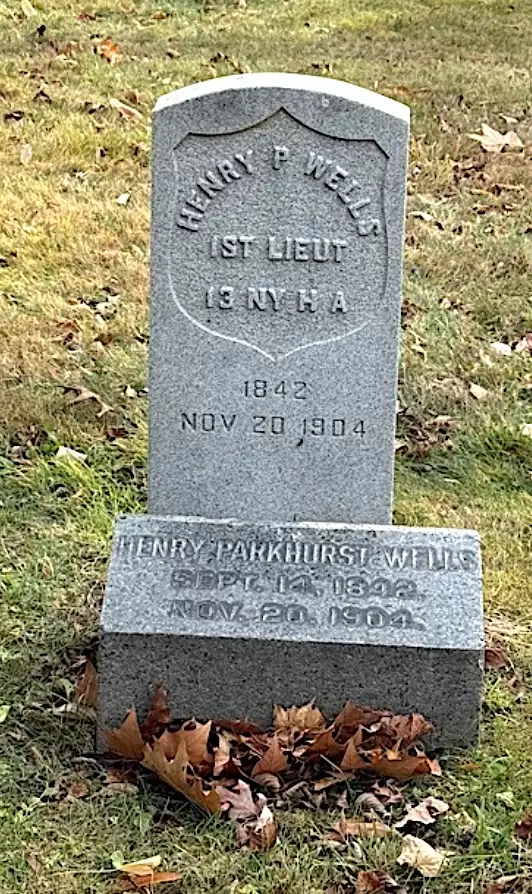 HENRY P WELLS
1ST LIEUT
13 NY H A
1842
NOV 20 1904
HENRY PARKHURST WELLS
SEPT. 14, 1842.
NOV. 20, 1904.